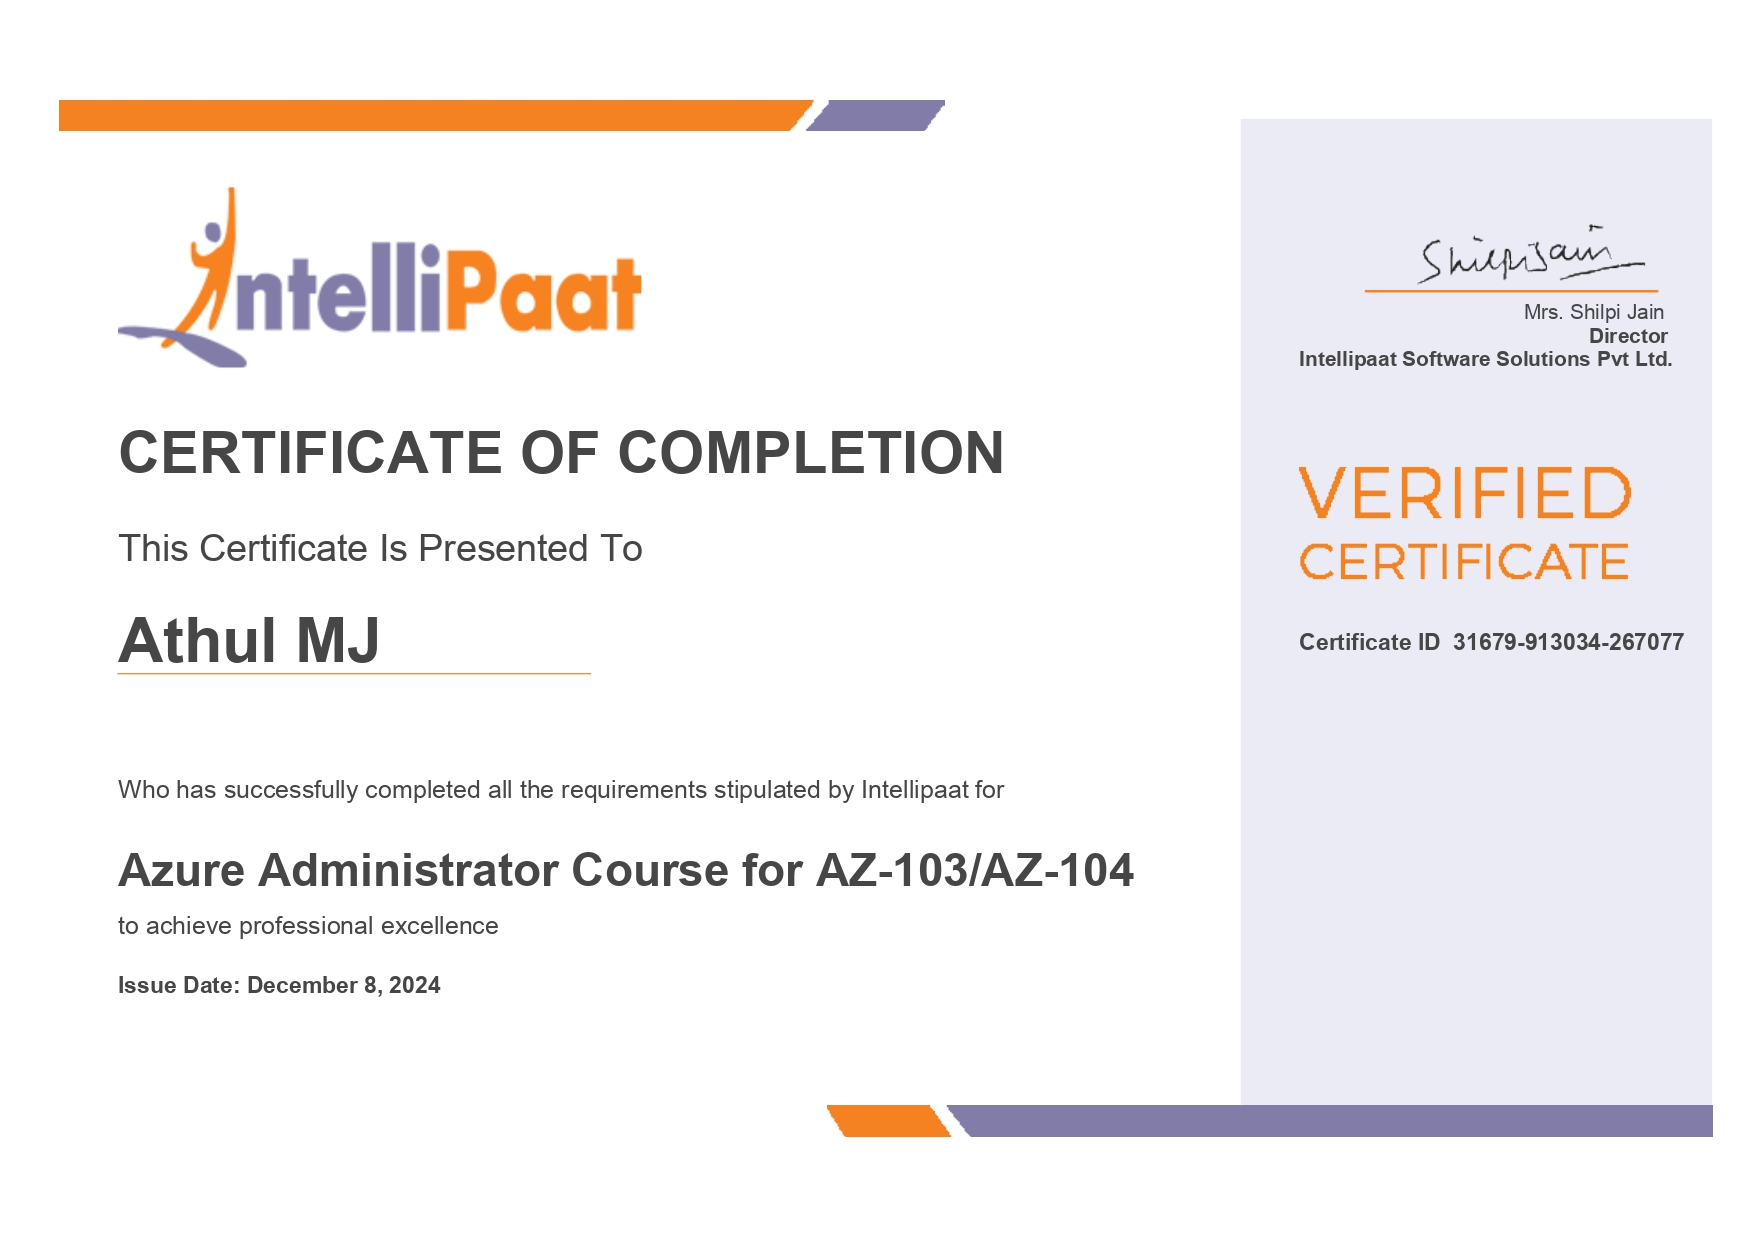 IntelliPaat
CERTIFICATE OF COMPLETION
This Certificate Is Presented To
Athul MJ
Who has successfully completed all the requirements stipulated by Intellipaat for
Azure Administrator Course for AZ-103/AZ-104
to achieve professional excellence
Issue Date: December 8, 2024
Shilpi Jain
Mrs. Shilpi Jain
Director
Intellipaat Software Solutions Pvt Ltd.
VERIFIED
CERTIFICATE
Certificate ID 31679-913034-267077